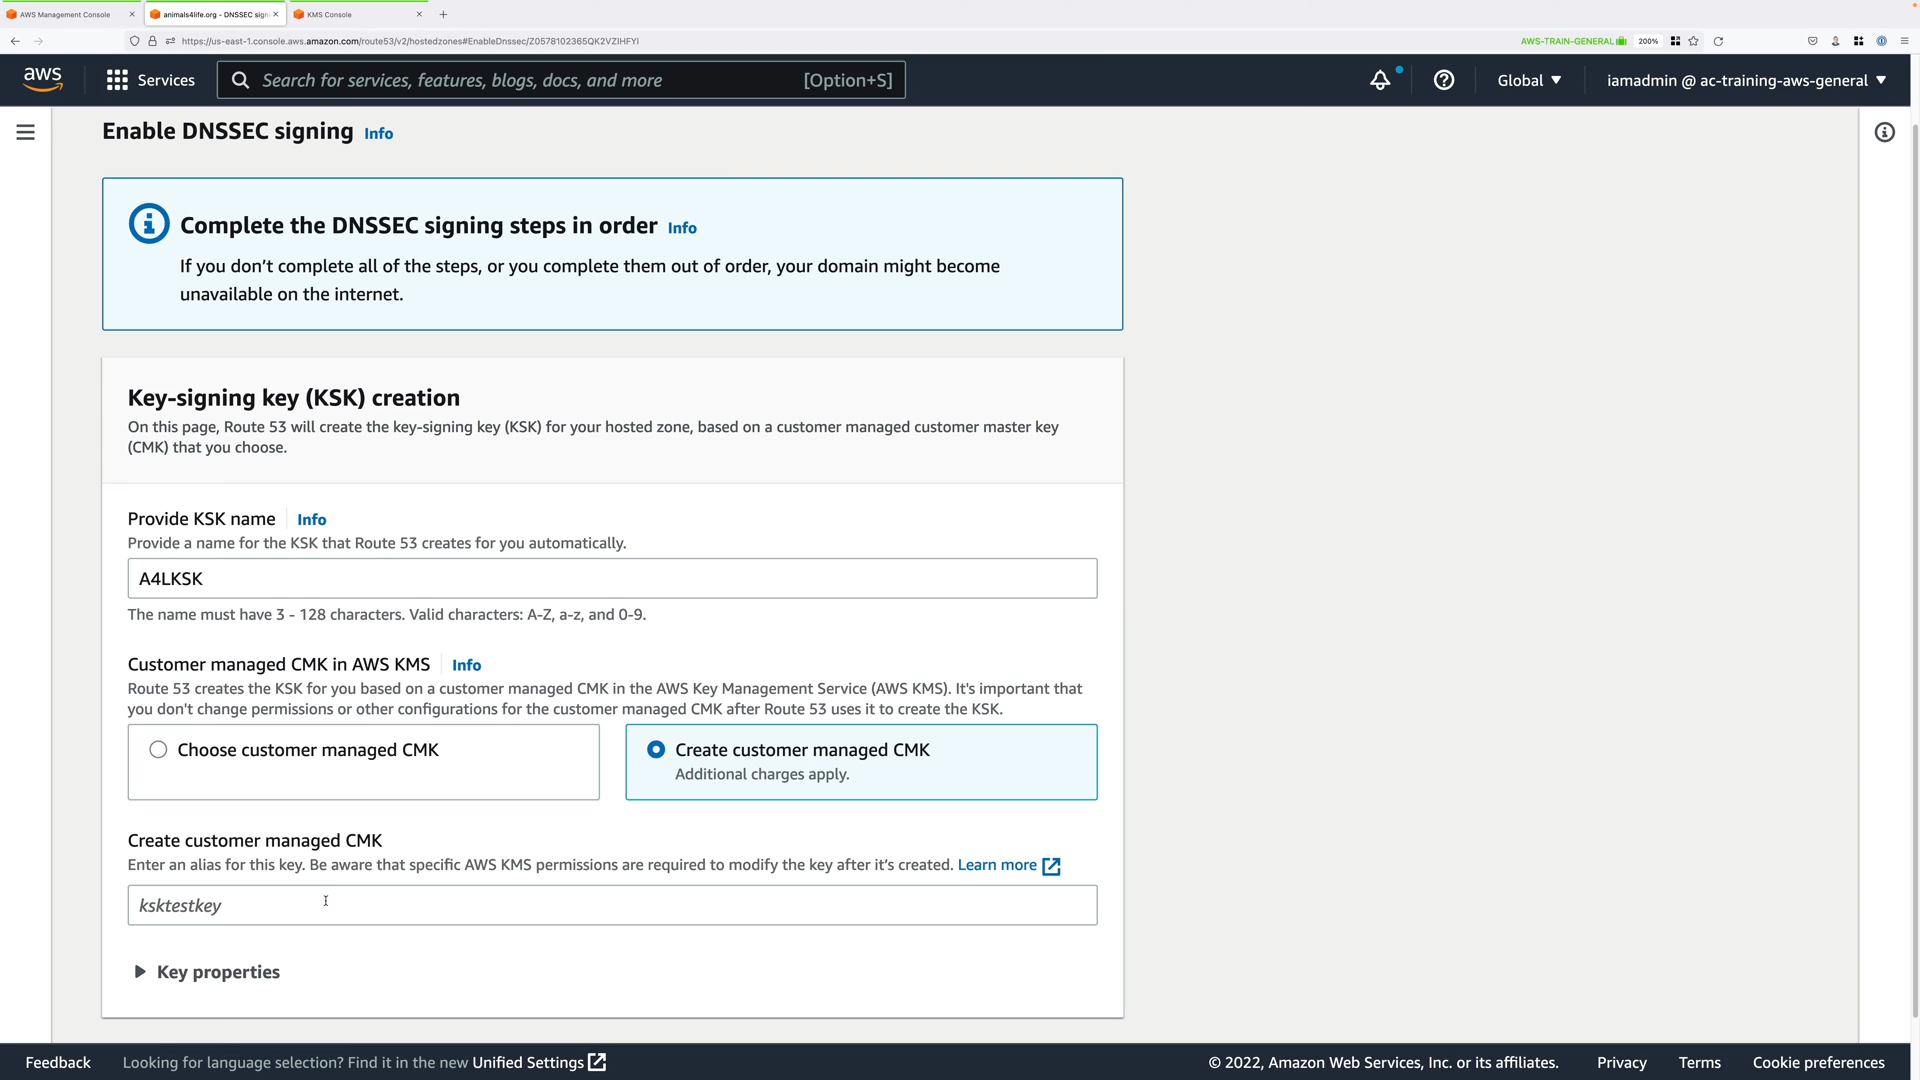 AWS Management Console
animals4life.org - DNSSEC sign
KMS Console
https://us-east-1.console.aws.amazon.com/route53/v2/hostedzones#EnableDnssec/Z0578102365QK2VZIHFYI
AWS-TRAIN-GENERAL
200%
aws
Services
Search for services, features, blogs, docs, and more
[Option+S]
Global
iamadmin @ ac-training-aws-general
Enable DNSSEC signing Info
Complete the DNSSEC signing steps in order Info
If you don’t complete all of the steps, or you complete them out of order, your domain might become
unavailable on the internet.
Key-signing key (KSK) creation
On this page, Route 53 will create the key-signing key (KSK) for your hosted zone, based on a customer managed customer master key
(CMK) that you choose.
Provide KSK name Info
Provide a name for the KSK that Route 53 creates for you automatically.
A4LKSK
The name must have 3 - 128 characters. Valid characters: A-Z, a-z, and 0-9.
Customer managed CMK in AWS KMS Info
Route 53 creates the KSK for you based on a customer managed CMK in the AWS Key Management Service (AWS KMS). It's important that
you don't change permissions or other configurations for the customer managed CMK after Route 53 uses it to create the KSK.
Choose customer managed CMK
Create customer managed CMK
Additional charges apply.
Create customer managed CMK
Enter an alias for this key. Be aware that specific AWS KMS permissions are required to modify the key after it’s created. Learn more
ksktestkey
Key properties
Feedback
Looking for language selection? Find it in the new Unified Settings
© 2022, Amazon Web Services, Inc. or its affiliates.
Privacy
Terms
Cookie preferences